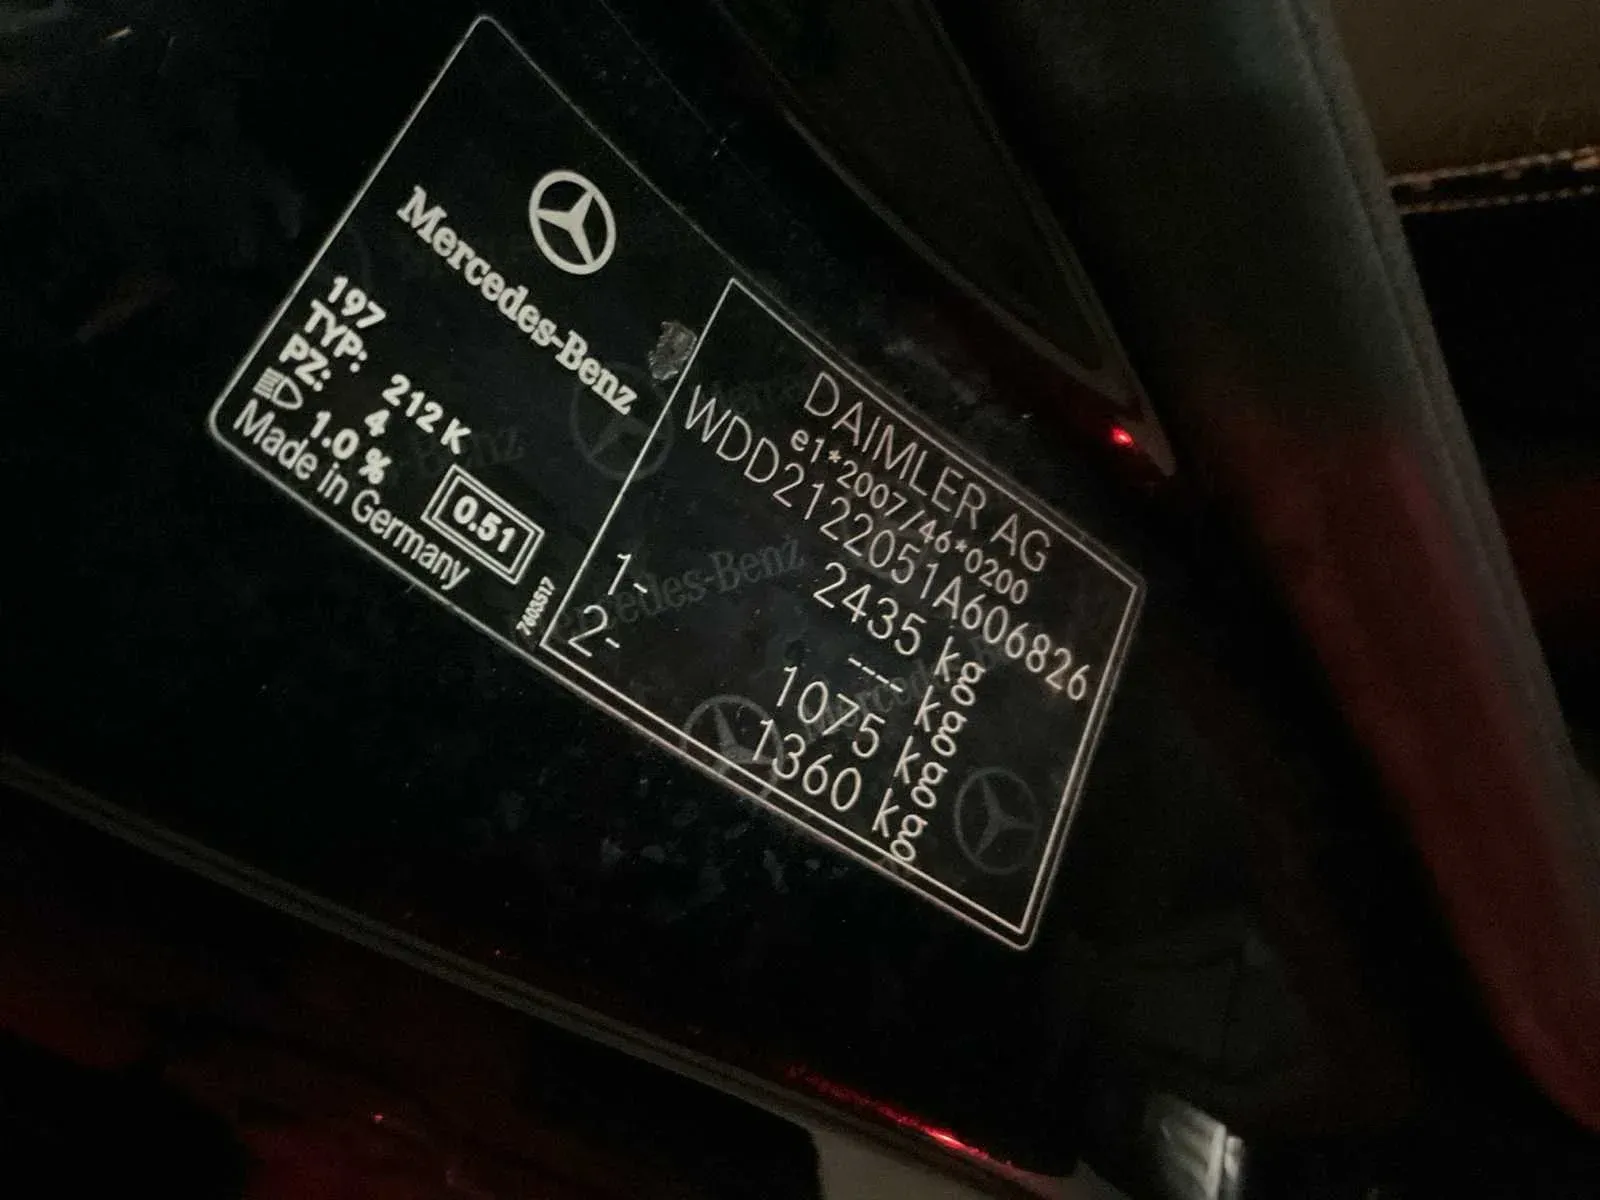 Mercedes-Benz
197
TYP: 212 K
PZ: 4
1.0 %
0.51
Made in Germany
7603517
DAIMLER AG
e1*2007/46*0200
WDD2122051A606826
2435 kg
---- kg
1- 1075 kg
2- 1360 kg